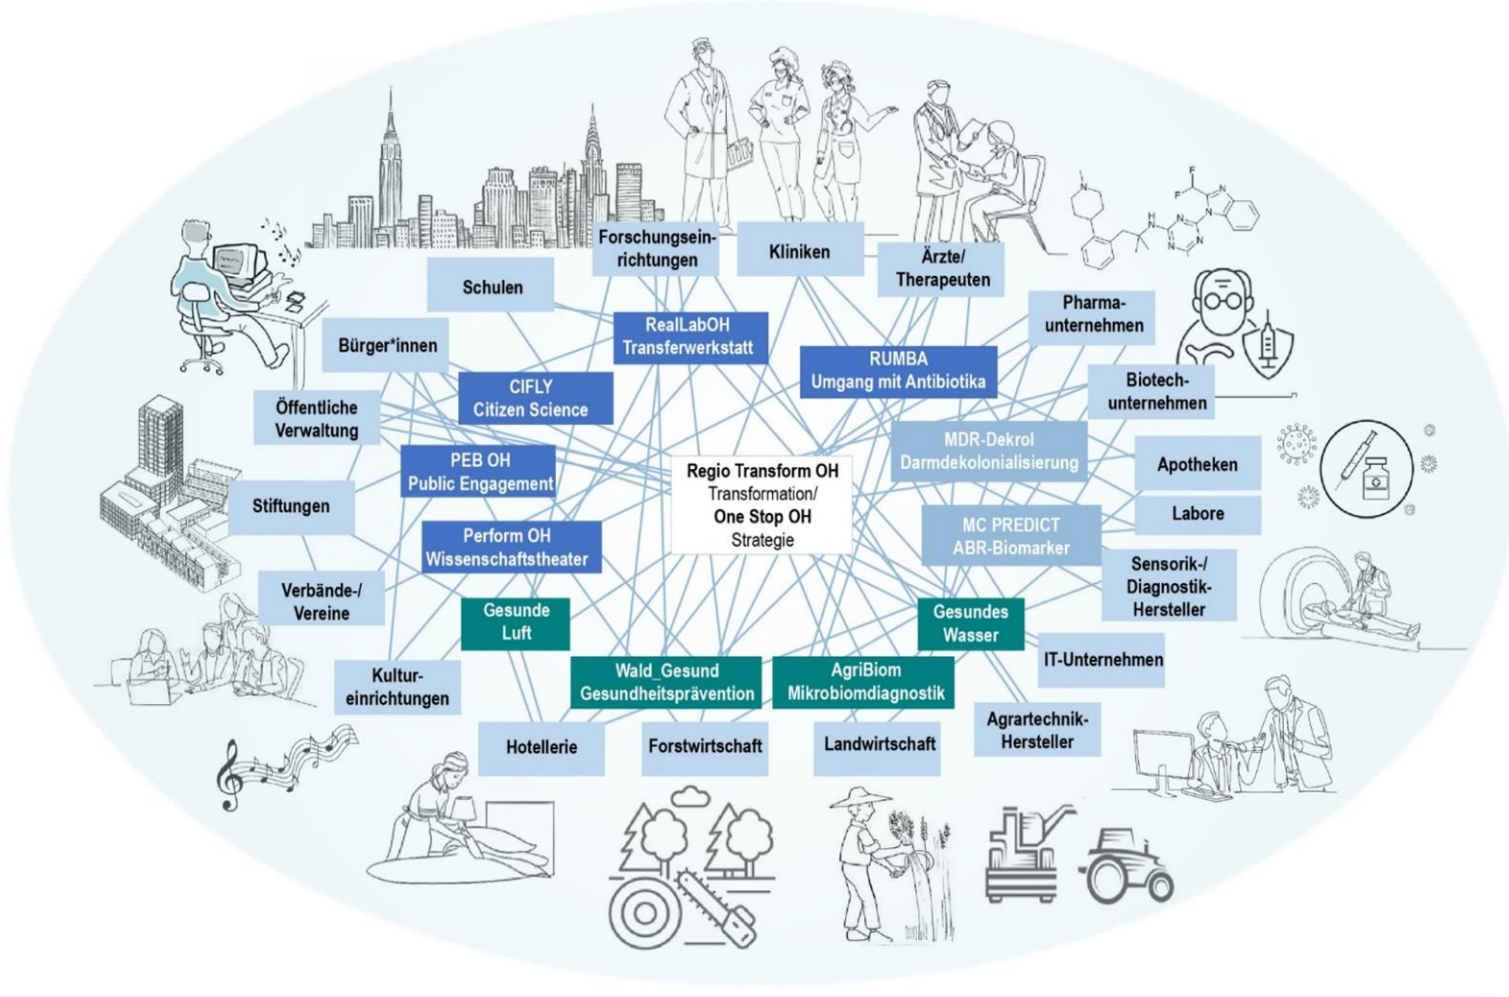 Forschungsein-
richtungen
Kliniken
Ärzte/
Therapeuten
Schulen
Pharma-
unternehmen
Bürger*innen
RealLabOH
Transferwerkstatt
RUMBA
Umgang mit Antibiotika
Biotech-
unternehmen
CIFLY
Citizen Science
Öffentliche
Verwaltung
MDR-Dekrol
Darmdekolonialisierung
Apotheken
PEB OH
Public Engagement
Regio Transform OH
Transformation/
One Stop OH
Strategie
Stiftungen
Labore
MC PREDICT
ABR-Biomarker
Perform OH
Wissenschaftstheater
Sensorik-/
Diagnostik-
Hersteller
Verbände-/
Vereine
Gesunde
Luft
Gesundes
Wasser
IT-Unternehmen
Kultur-
einrichtungen
Wald_Gesund
Gesundheitsprävention
AgriBiom
Mikrobiomdiagnostik
Hotellerie
Forstwirtschaft
Landwirtschaft
Agrartechnik-
Hersteller
N
F
F
N
N
H
N
N
N
N